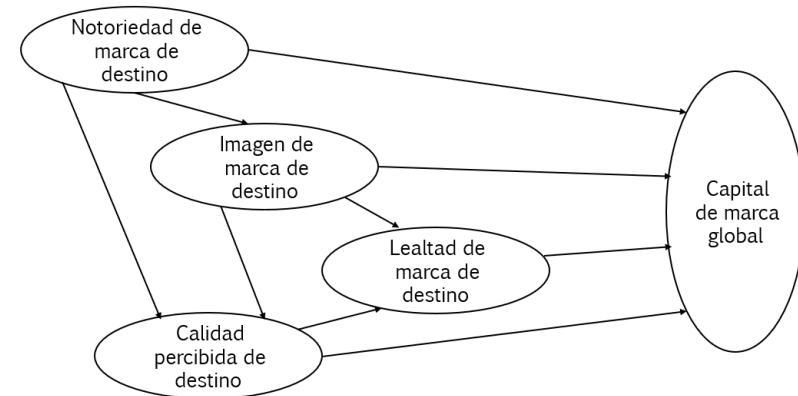 Notoriedad de
marca de
destino
Imagen de
marca de
destino
Lealtad de
marca de
destino
Calidad
percibida de
destino
Capital
de marca
global